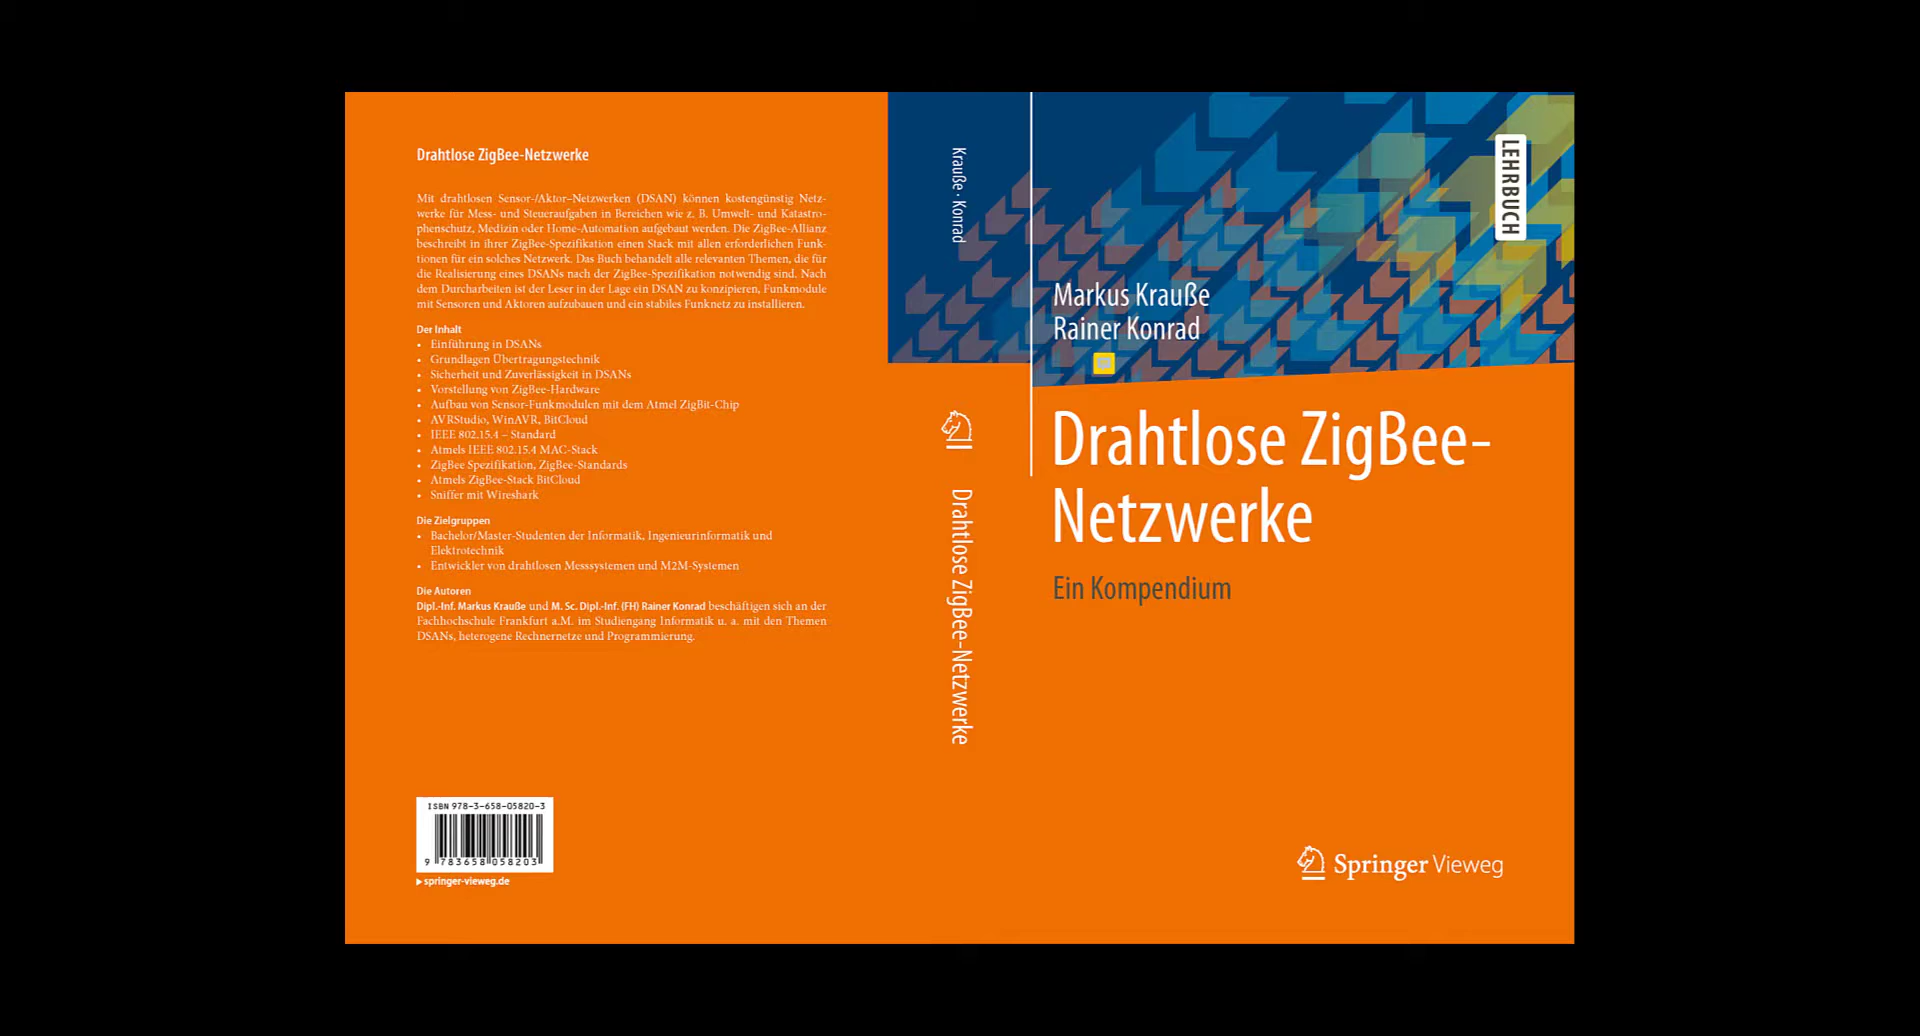 Drahtlose ZigBee-Netzwerke
Mit drahtlosen Sensor-/Aktor–Netzwerken (DSAN) können kostengünstig Netz-
werke für Mess- und Steueraufgaben in Bereichen wie z. B. Umwelt- und Katastro-
phenschutz, Medizin oder Home-Automation aufgebaut werden. Die ZigBee-Allianz
beschreibt in ihrer ZigBee-Spezifikation einen Stack mit allen erforderlichen Funk-
tionen für ein solches Netzwerk. Das Buch behandelt alle relevanten Themen, die für
die Realisierung eines DSANs nach der ZigBee-Spezifikation notwendig sind. Nach
dem Durcharbeiten ist der Leser in der Lage ein DSAN zu konzipieren, Funkmodule
mit Sensoren und Aktoren aufzubauen und ein stabiles Funknetz zu installieren.
Der Inhalt
• Einführung in DSANs
• Grundlagen Übertragungstechnik
• Sicherheit und Zuverlässigkeit in DSANs
• Vorstellung von ZigBee-Hardware
• Aufbau von Sensor-Funkmodulen mit dem Atmel ZigBit-Chip
• AVRStudio, WinAVR, BitCloud
• IEEE 802.15.4 – Standard
• Atmels IEEE 802.15.4 MAC-Stack
• ZigBee Spezifikation, ZigBee-Standards
• Atmels ZigBee-Stack BitCloud
• Sniffer mit Wireshark
Die Zielgruppen
• Bachelor/Master-Studenten der Informatik, Ingenieurinformatik und
Elektrotechnik
• Entwickler von drahtlosen Messsystemen und M2M-Systemen
Die Autoren
Dipl.-Inf. Markus Krauße und M. Sc. Dipl.-Inf. (FH) Rainer Konrad beschäftigen sich an der
Fachhochschule Frankfurt a.M. im Studiengang Informatik u. a. mit den Themen
DSANs, heterogene Rechnernetze und Programmierung.
ISBN 978-3-658-05820-3
9 783658 058203
springer-vieweg.de
Krauße · Konrad
Drahtlose ZigBee-Netzwerke
LEHRBUCH
Markus Krauße
Rainer Konrad
Drahtlose ZigBee-
Netzwerke
Ein Kompendium
Springer Vieweg